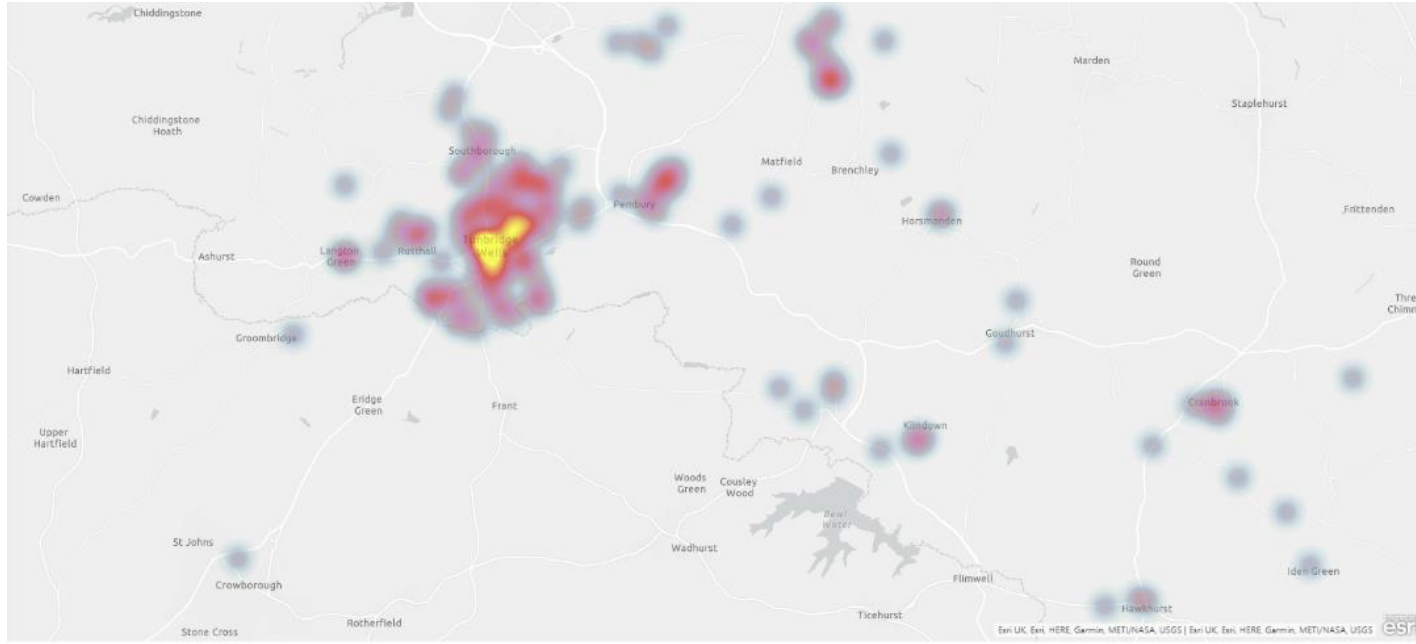 Chiddingstone
Marden
Staplehurst
Chiddingstone
Hoath
Southborough
Matfield
Brenchley
Cowden
Pembury
Horsmonden
Frittenden
Tunbridge
Wells
Langton
Green
Rusthall
Ashurst
Round
Green
Three
Chimn
Groombridge
Goudhurst
Hartfield
Eridge
Green
Frant
Cranbrook
Upper
Hartfield
Kilndown
Woods
Green
Cousley
Wood
Bewl
Water
St Johns
Wadhurst
Crowborough
Flimwell
Iden Green
Hawkhurst
Rotherfield
Ticehurst
Stone Cross
Esri UK, Esri, HERE, Garmin, METI/NASA, USGS | Esri UK, Esri, HERE, Garmin, METI/NASA, USGS
esri